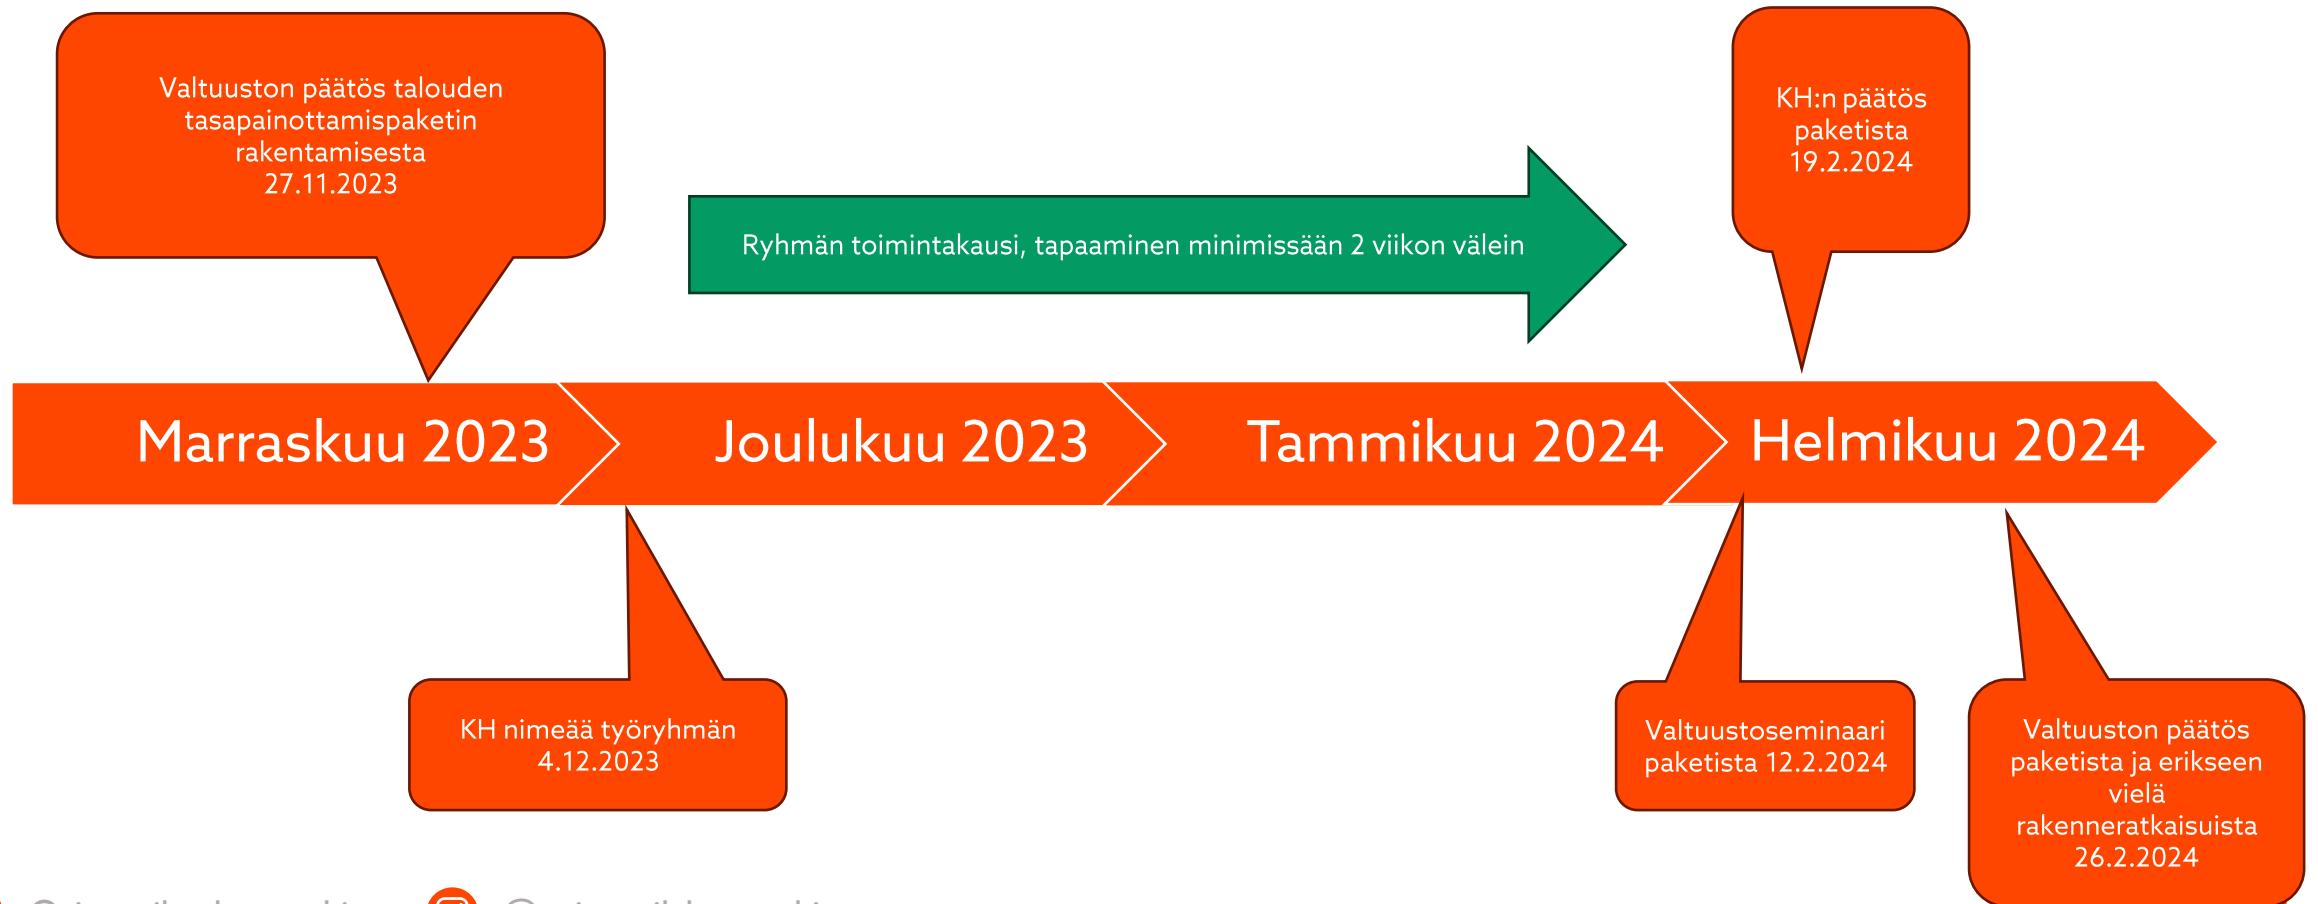 Valtuuston päätös talouden
tasapainottamispaketin
rakentamisesta
27.11.2023
KH:n päätös
paketista
19.2.2024
Ryhmän toimintakausi, tapaaminen minimissään 2 viikon välein
Marraskuu 2023
Joulukuu 2023
Tammikuu 2024
Helmikuu 2024
KH nimeää työryhmän
4.12.2023
Valtuustoseminaari
paketista 12.2.2024
Valtuuston päätös
paketista ja erikseen
vielä
rakenneratkaisuista
26.2.2024